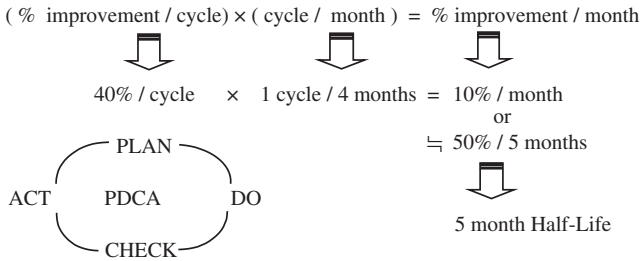 ( % improvement / cycle) × ( cycle / month ) = % improvement / month
40% / cycle × 1 cycle / 4 months = 10% / month
or
≒ 50% / 5 months
5 month Half-Life
PLAN
ACT PDCA DO
CHECK